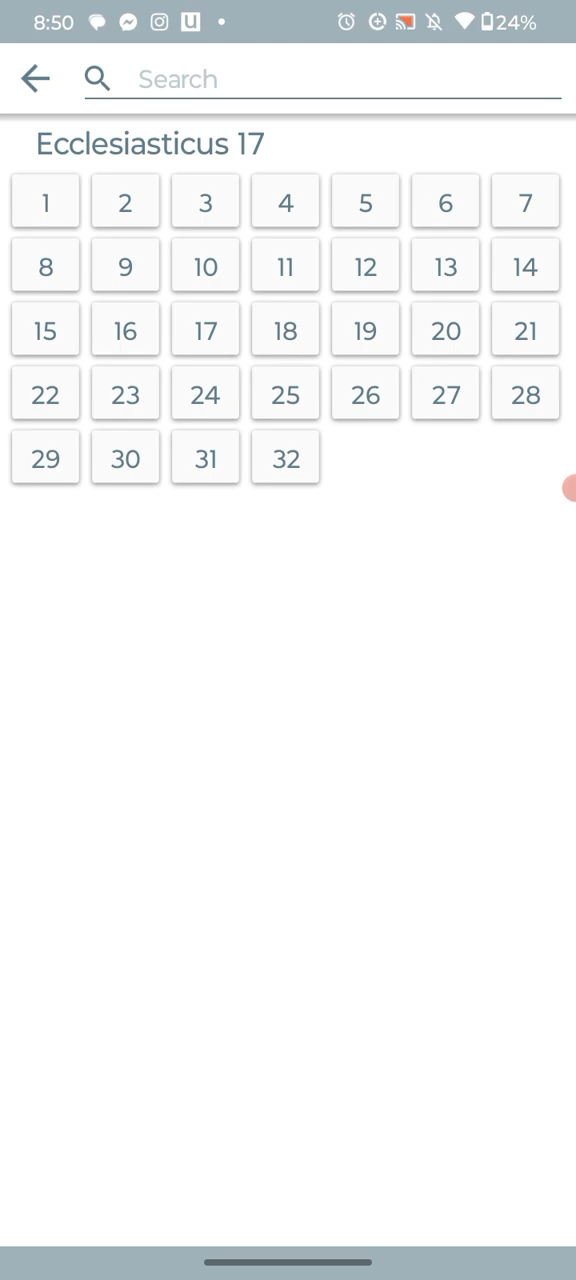 8:50 24%
Search
Ecclesiasticus 17
1 2 3 4 5 6 7
8 9 10 11 12 13 14
15 16 17 18 19 20 21
22 23 24 25 26 27 28
29 30 31 32